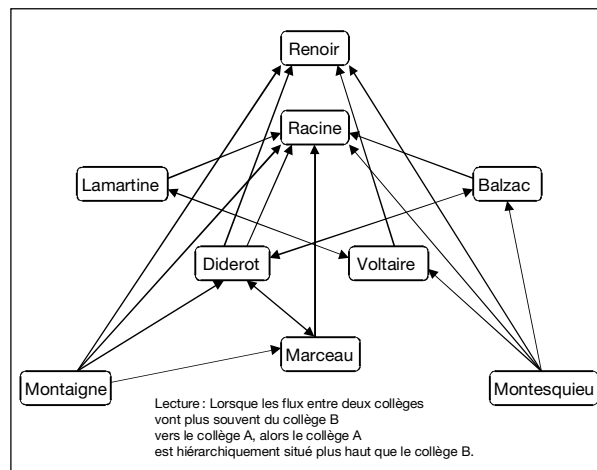 Renoir
Racine
Lamartine
Balzac
Diderot
Voltaire
Marceau
Montaigne
Montesquieu
Lecture : Lorsque les flux entre deux collèges
vont plus souvent du collège B
vers le collège A, alors le collège A
est hiérarchiquement situé plus haut que le collège B.